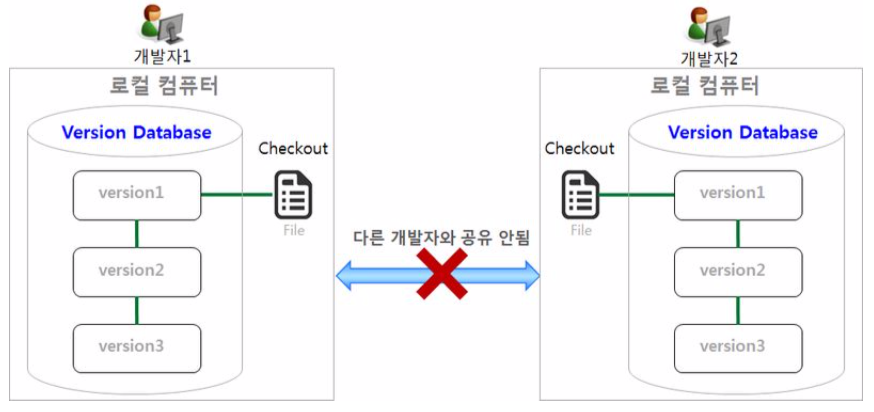 개발자1
로컬 컴퓨터
Version Database
Checkout
version1
File
version2
version3
다른 개발자와 공유 안됨
개발자2
로컬 컴퓨터
Version Database
Checkout
version1
File
version2
version3